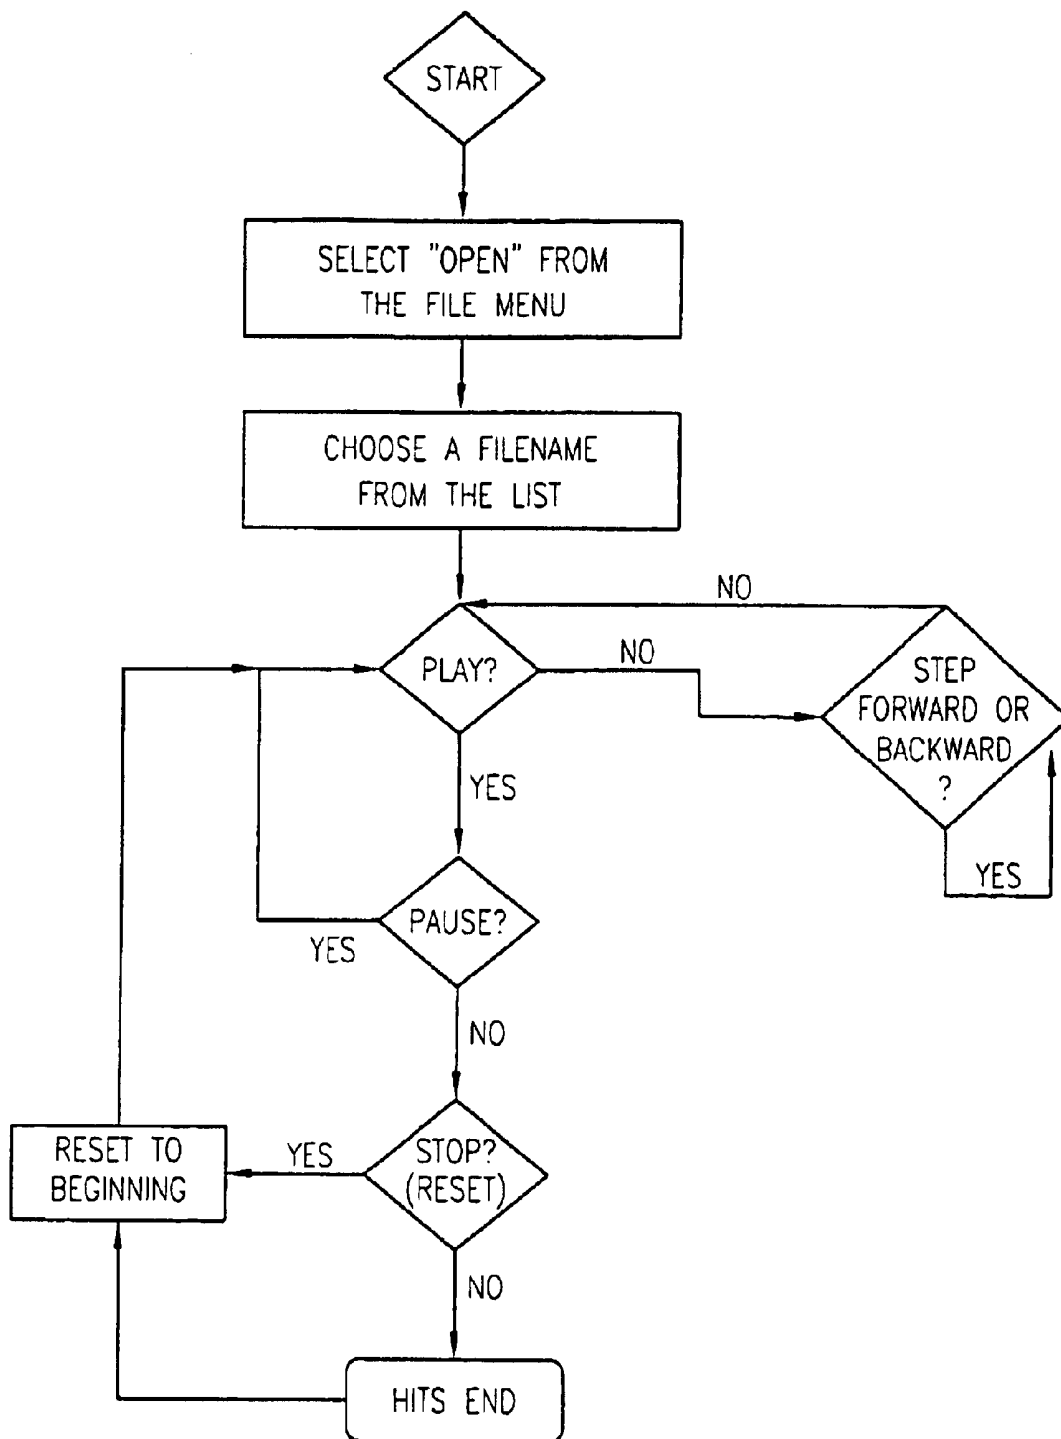 START
SELECT "OPEN" FROM
THE FILE MENU
CHOOSE A FILENAME
FROM THE LIST
NO
PLAY?
NO
STEP
FORWARD OR
BACKWARD
?
YES
YES
PAUSE?
YES
NO
RESET TO
BEGINNING
YES
STOP?
(RESET)
NO
HITS END